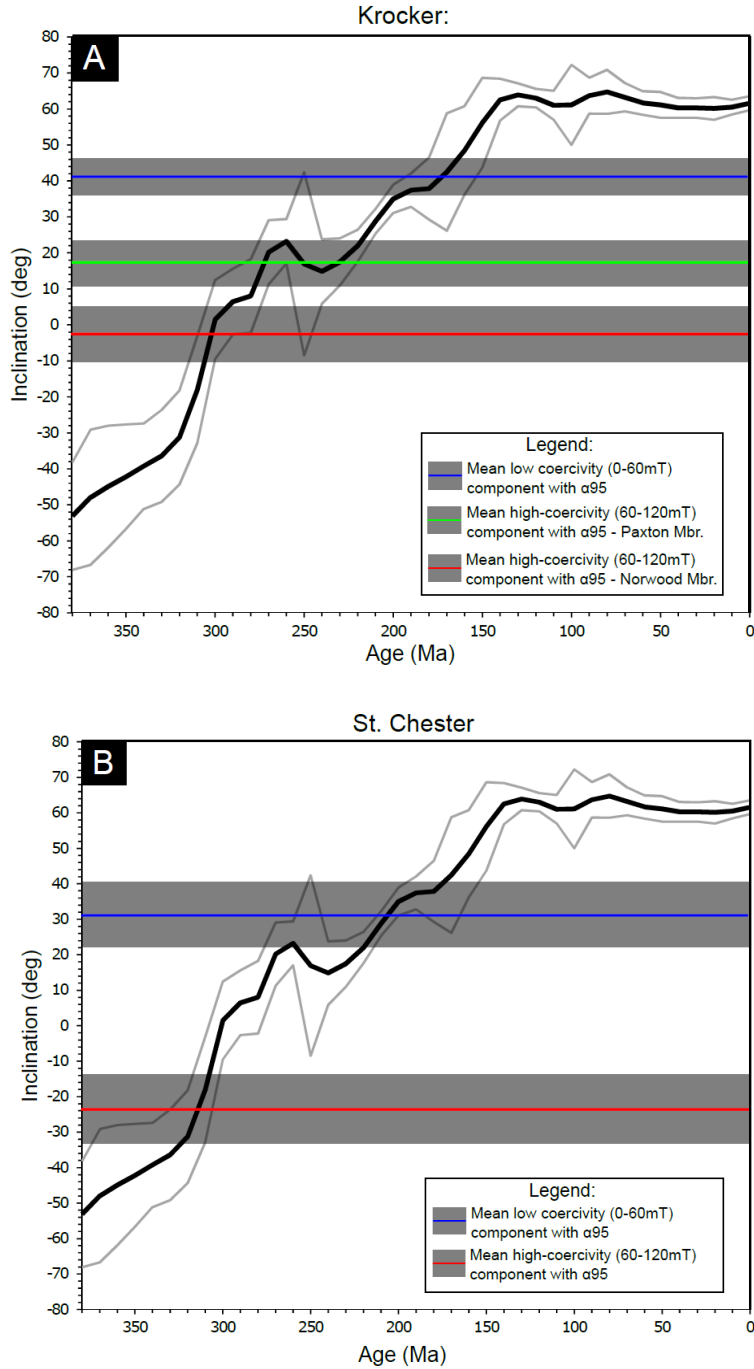 Krocker:
A
80
70
60
50
40
30
20
10
0
-10
-20
-30
-40
-50
-60
-70
-80
Inclination (deg)
Legend:
Mean low coercivity (0-60mT)
component with α95
Mean high-coercivity (60-120mT)
component with α95 - Paxton Mbr.
Mean high-coercivity (60-120mT)
component with α95 - Norwood Mbr.
350 300 250 200 150 100 50 0
Age (Ma)
St. Chester
B
80
70
60
50
40
30
20
10
0
-10
-20
-30
-40
-50
-60
-70
-80
Inclination (deg)
Legend:
Mean low coercivity (0-60mT)
component with α95
Mean high-coercivity (60-120mT)
component with α95
350 300 250 200 150 100 50 0
Age (Ma)